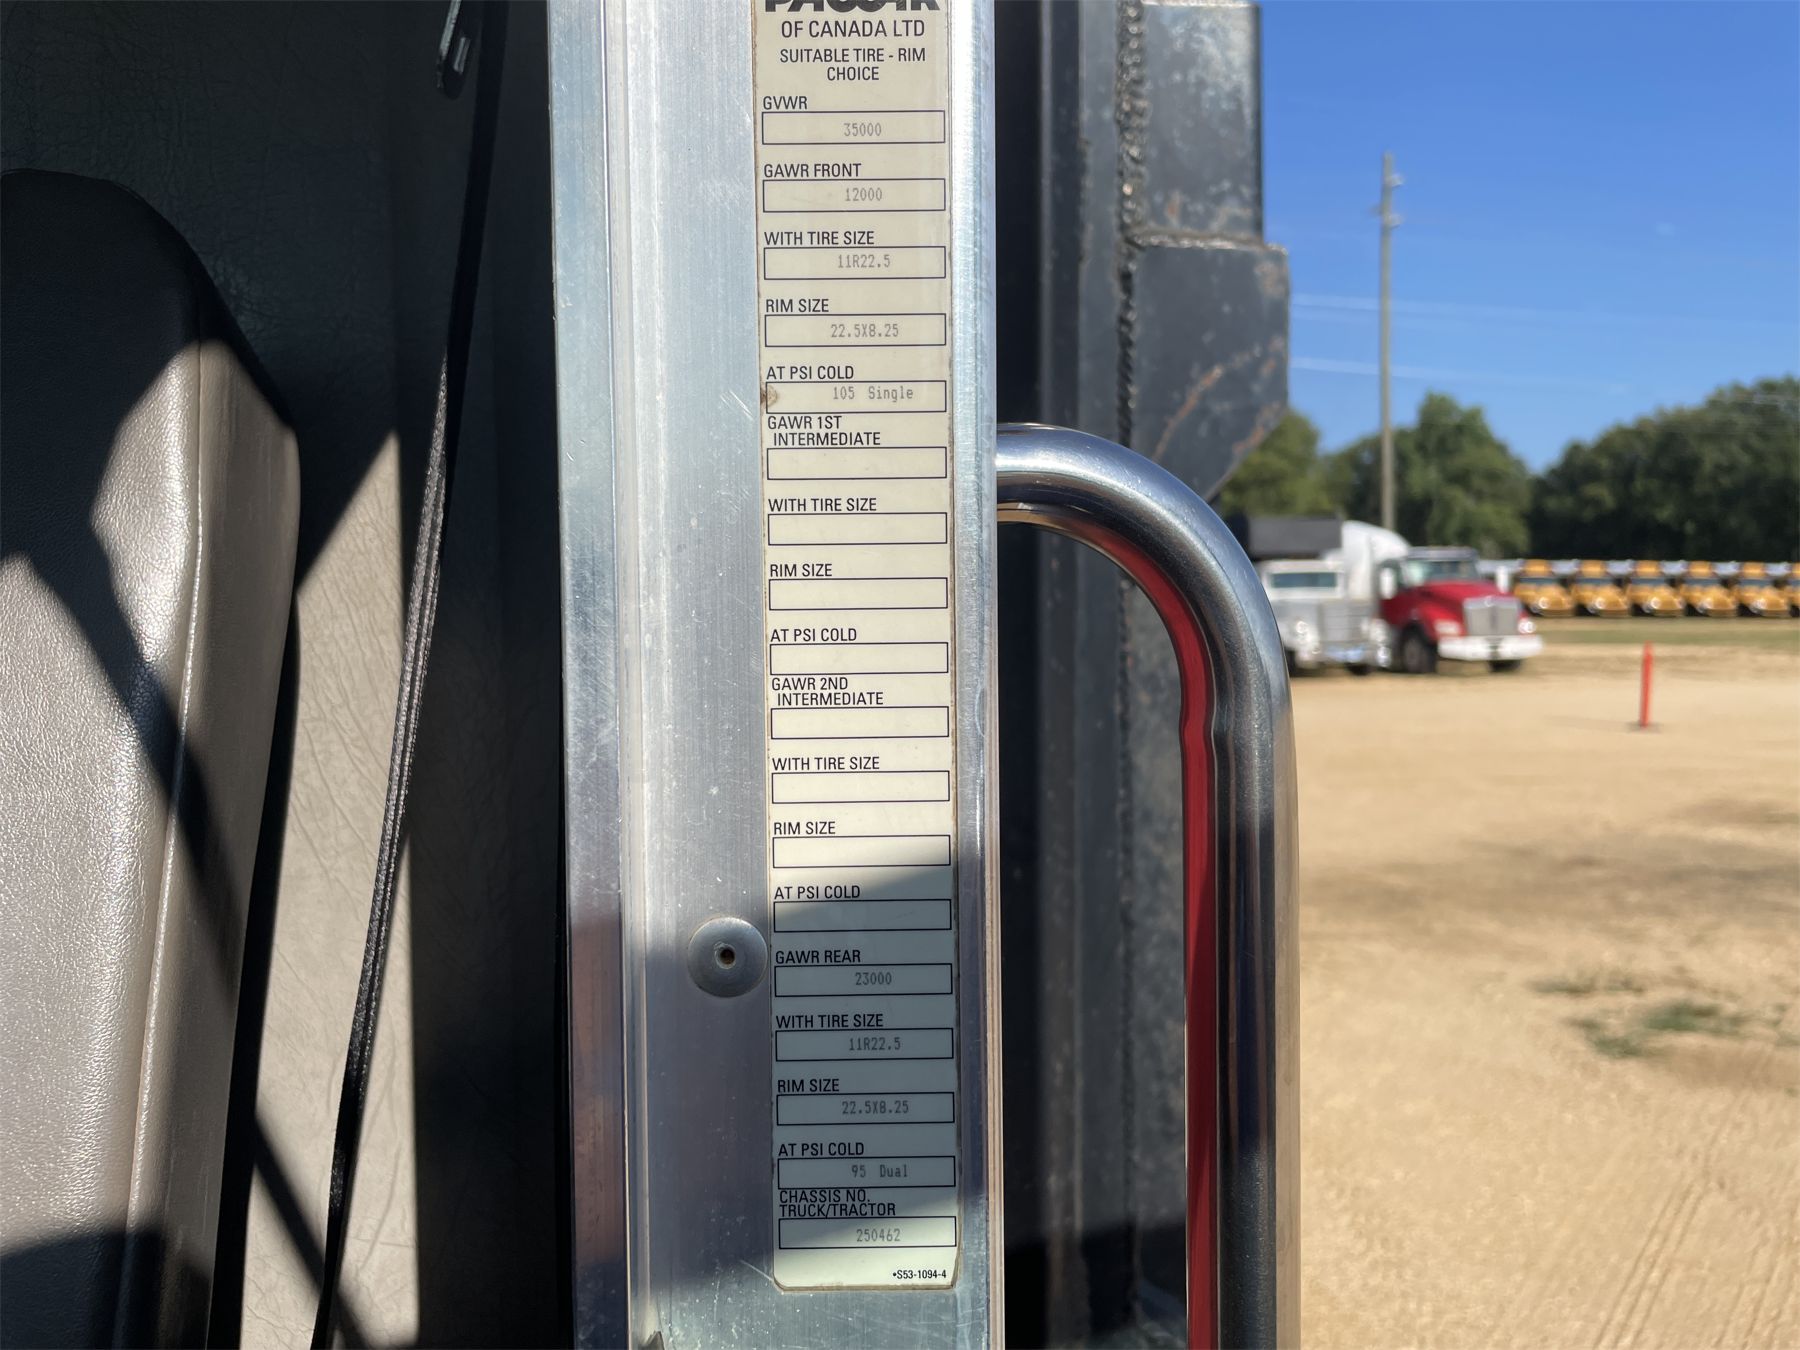 PACCAR
OF CANADA LTD
SUITABLE TIRE - RIM
CHOICE
GVWR
35000
GAWR FRONT
12000
WITH TIRE SIZE
11R22.5
RIM SIZE
22.5X8.25
AT PSI COLD
105 Single
GAWR 1ST
INTERMEDIATE
WITH TIRE SIZE
RIM SIZE
AT PSI COLD
GAWR 2ND
INTERMEDIATE
WITH TIRE SIZE
RIM SIZE
AT PSI COLD
GAWR REAR
23000
WITH TIRE SIZE
11R22.5
RIM SIZE
22.5X8.25
AT PSI COLD
95 Dual
CHASSIS NO.
TRUCK/TRACTOR
250462
•S53-1094-4